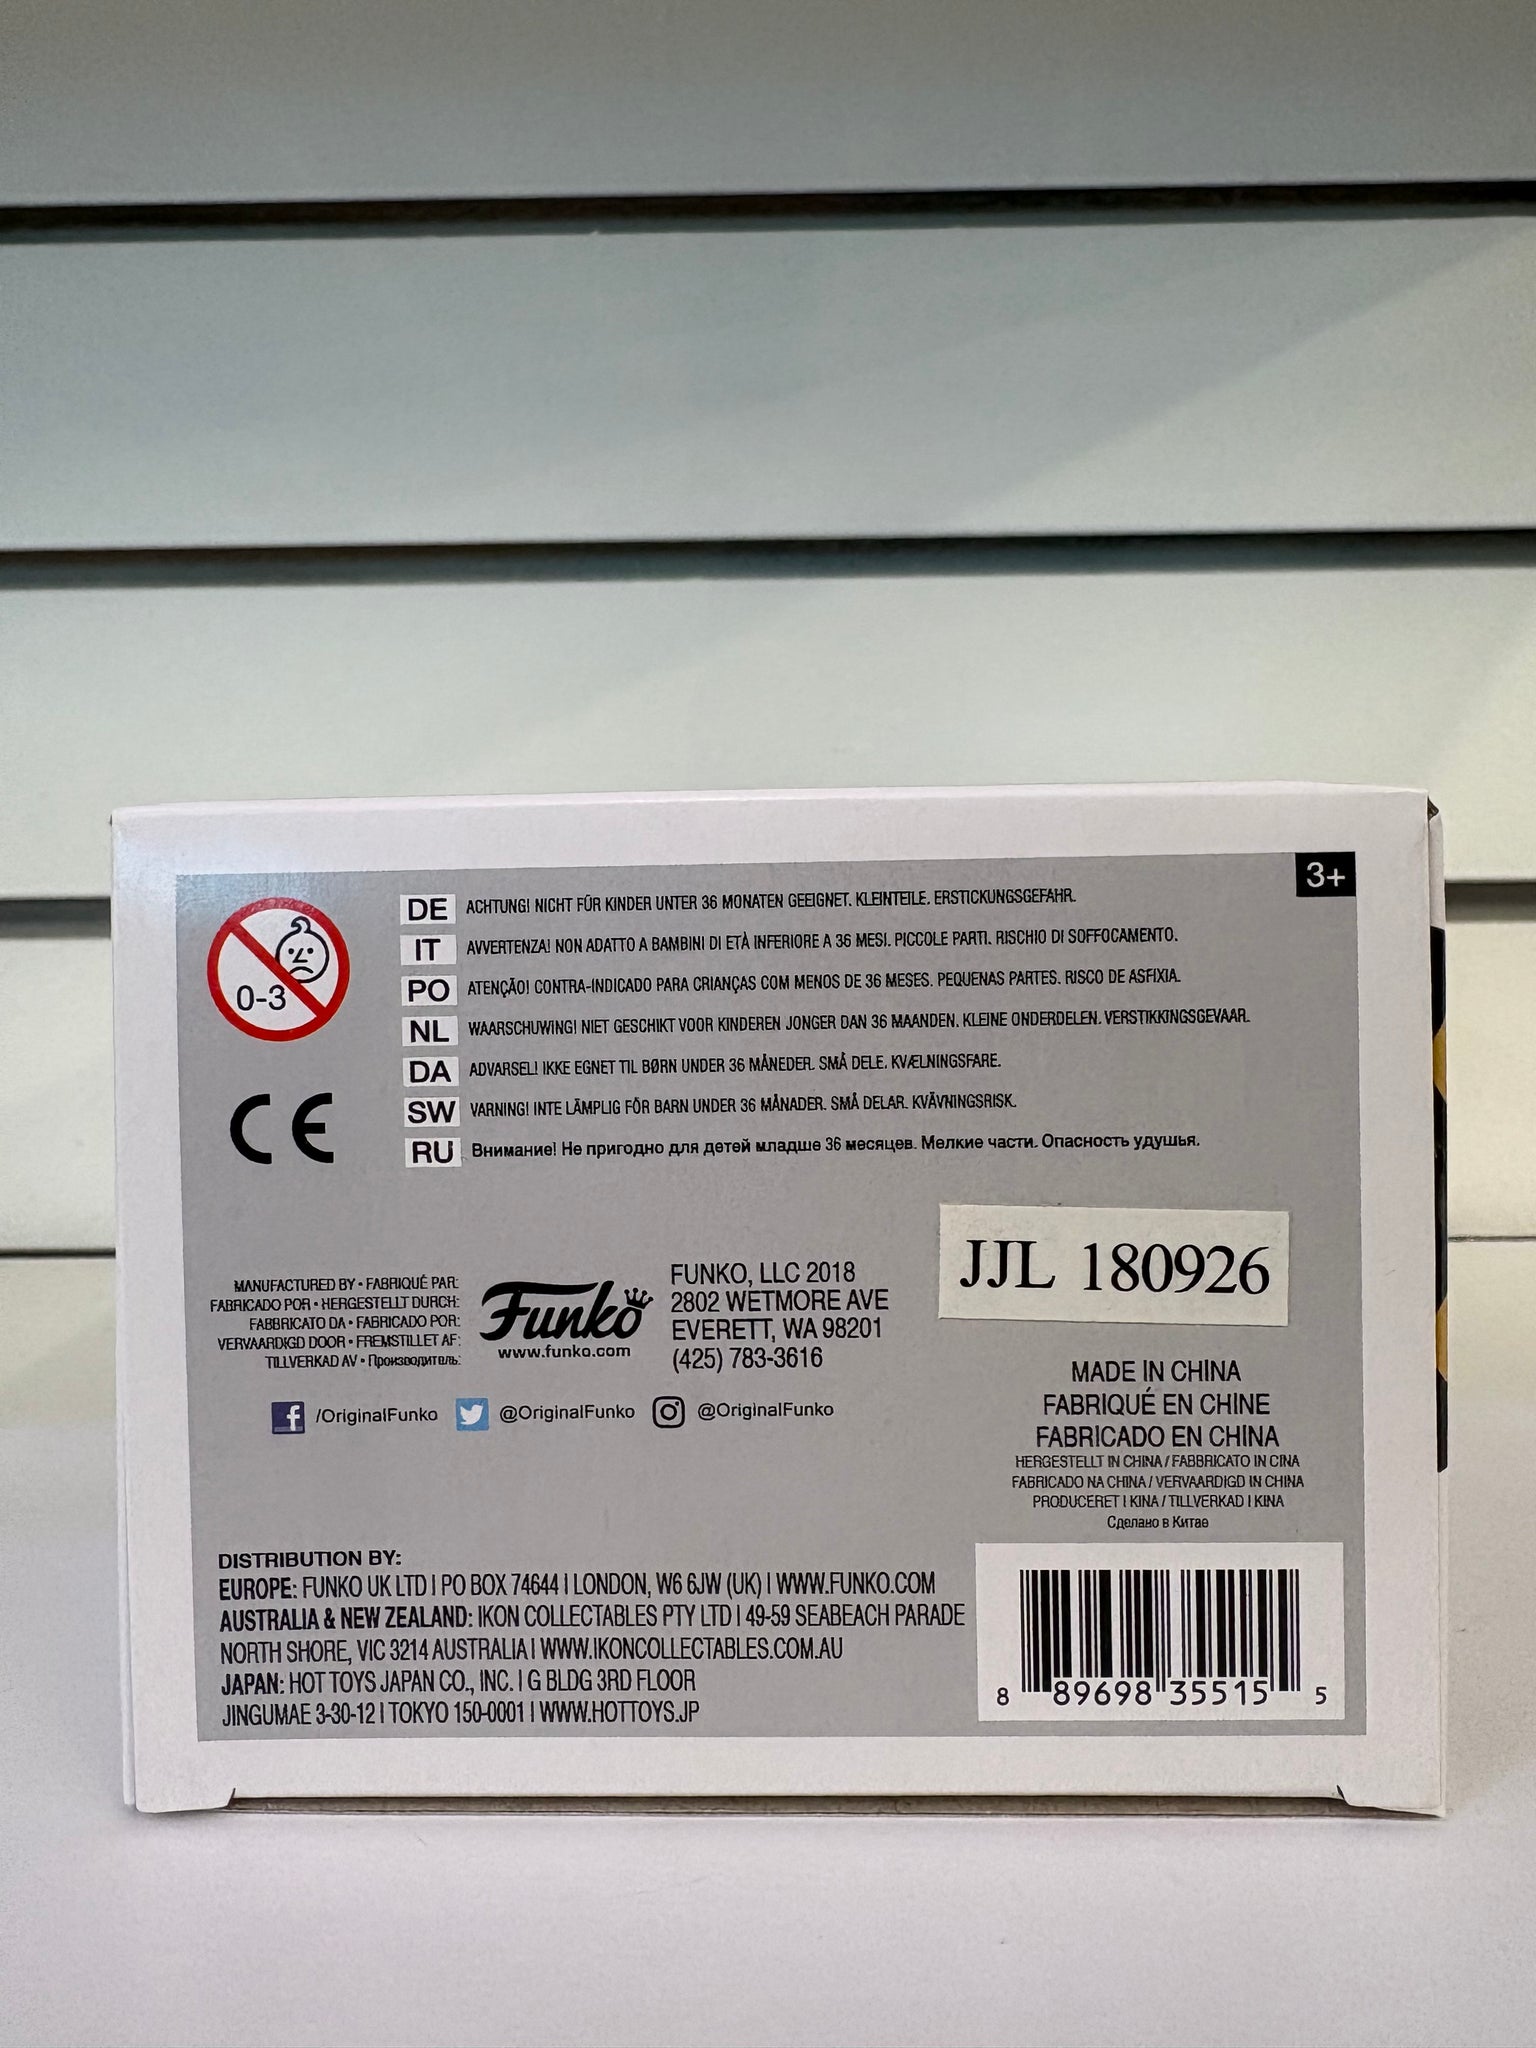 3+
0-3
DE ACHTUNG! NICHT FÜR KINDER UNTER 36 MONATEN GEEIGNET. KLEINTEILE. ERSTICKUNGSGEFAHR.
IT AVVERTENZA! NON ADATTO A BAMBINI DI ETÀ INFERIORE A 36 MESI. PICCOLE PARTI. RISCHIO DI SOFFOCAMENTO.
PO ATENÇÃO! CONTRA-INDICADO PARA CRIANÇAS COM MENOS DE 36 MESES. PEQUENAS PARTES. RISCO DE ASFIXIA.
NL WAARSCHUWING! NIET GESCHIKT VOOR KINDEREN JONGER DAN 36 MAANDEN. KLEINE ONDERDELEN. VERSTIKKINGSGEVAAR.
DA ADVARSEL! IKKE EGNET TIL BØRN UNDER 36 MÅNEDER. SMÅ DELE. KVÆLNINGSFARE.
SW VARNING! INTE LÄMPLIG FÖR BARN UNDER 36 MÅNADER. SMÅ DELAR. KVÄVNINGSRISK.
RU Внимание! Не пригодно для детей младше 36 месяцев. Мелкие части. Опасность удушья.
CE
JJL 180926
MANUFACTURED BY • FABRIQUÉ PAR:
FABRICADO POR • HERGESTELLT DURCH:
FABBRICATO DA • FABRICADO POR:
VERVAARDIGD DOOR • FREMSTILLET AF:
TILLVERKAD AV • Производитель:
Funko
www.funko.com
FUNKO, LLC 2018
2802 WETMORE AVE
EVERETT, WA 98201
(425) 783-3616
/OriginalFunko @OriginalFunko @OriginalFunko
MADE IN CHINA
FABRIQUÉ EN CHINE
FABRICADO EN CHINA
HERGESTELLT IN CHINA / FABBRICATO IN CINA
FABRICADO NA CHINA / VERVAARDIGD IN CHINA
PRODUCERET I KINA / TILLVERKAD I KINA
Сделано в Китае
DISTRIBUTION BY:
EUROPE: FUNKO UK LTD | PO BOX 74644 | LONDON, W6 6JW (UK) | WWW.FUNKO.COM
AUSTRALIA & NEW ZEALAND: IKON COLLECTABLES PTY LTD | 49-59 SEABEACH PARADE
NORTH SHORE, VIC 3214 AUSTRALIA | WWW.IKONCOLLECTABLES.COM.AU
JAPAN: HOT TOYS JAPAN CO., INC. | G BLDG 3RD FLOOR
JINGUMAE 3-30-12 | TOKYO 150-0001 | WWW.HOTTOYS.JP
8 89698 35515 5